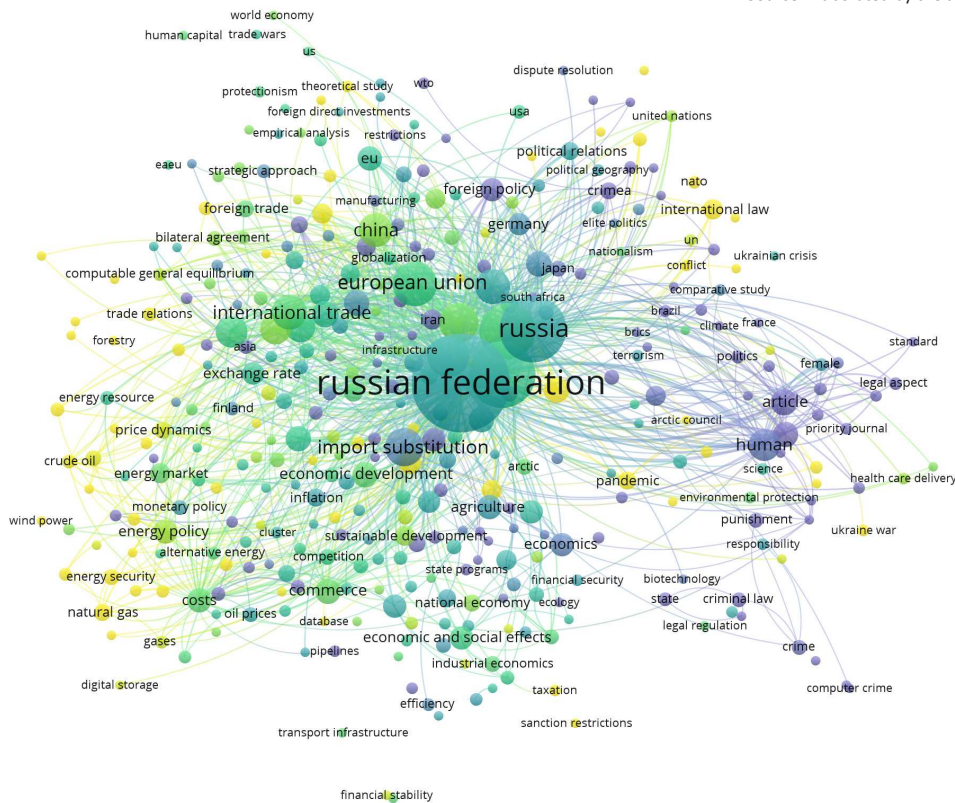 world economy
human capital
trade wars
us
dispute resolution
protectionism
theoretical study
wto
foreign direct investments
usa
united nations
empirical analysis
restrictions
eaeu
strategic approach
eu
political relations
political geography
foreign policy
crimea
nato
manufacturing
foreign trade
international law
china
germany
elite politics
bilateral agreement
un
nationalism
ukrainian crisis
globalization
conflict
computable general equilibrium
european union
japan
comparative study
south africa
trade relations
international trade
iran
russia
brazil
brics
climate
france
forestry
asia
infrastructure
terrorism
politics
female
standard
exchange rate
russian federation
legal aspect
energy resource
finland
article
price dynamics
arctic council
priority journal
import substitution
human
crude oil
energy market
economic development
arctic
science
pandemic
health care delivery
inflation
environmental protection
monetary policy
agriculture
wind power
energy policy
cluster
sustainable development
punishment
ukraine war
economics
responsibility
alternative energy
competition
state programs
energy security
financial security
biotechnology
costs
commerce
national economy
ecology
state
criminal law
natural gas
oil prices
database
legal regulation
gases
economic and social effects
pipelines
crime
industrial economics
digital storage
taxation
computer crime
efficiency
sanction restrictions
transport infrastructure
financial stability